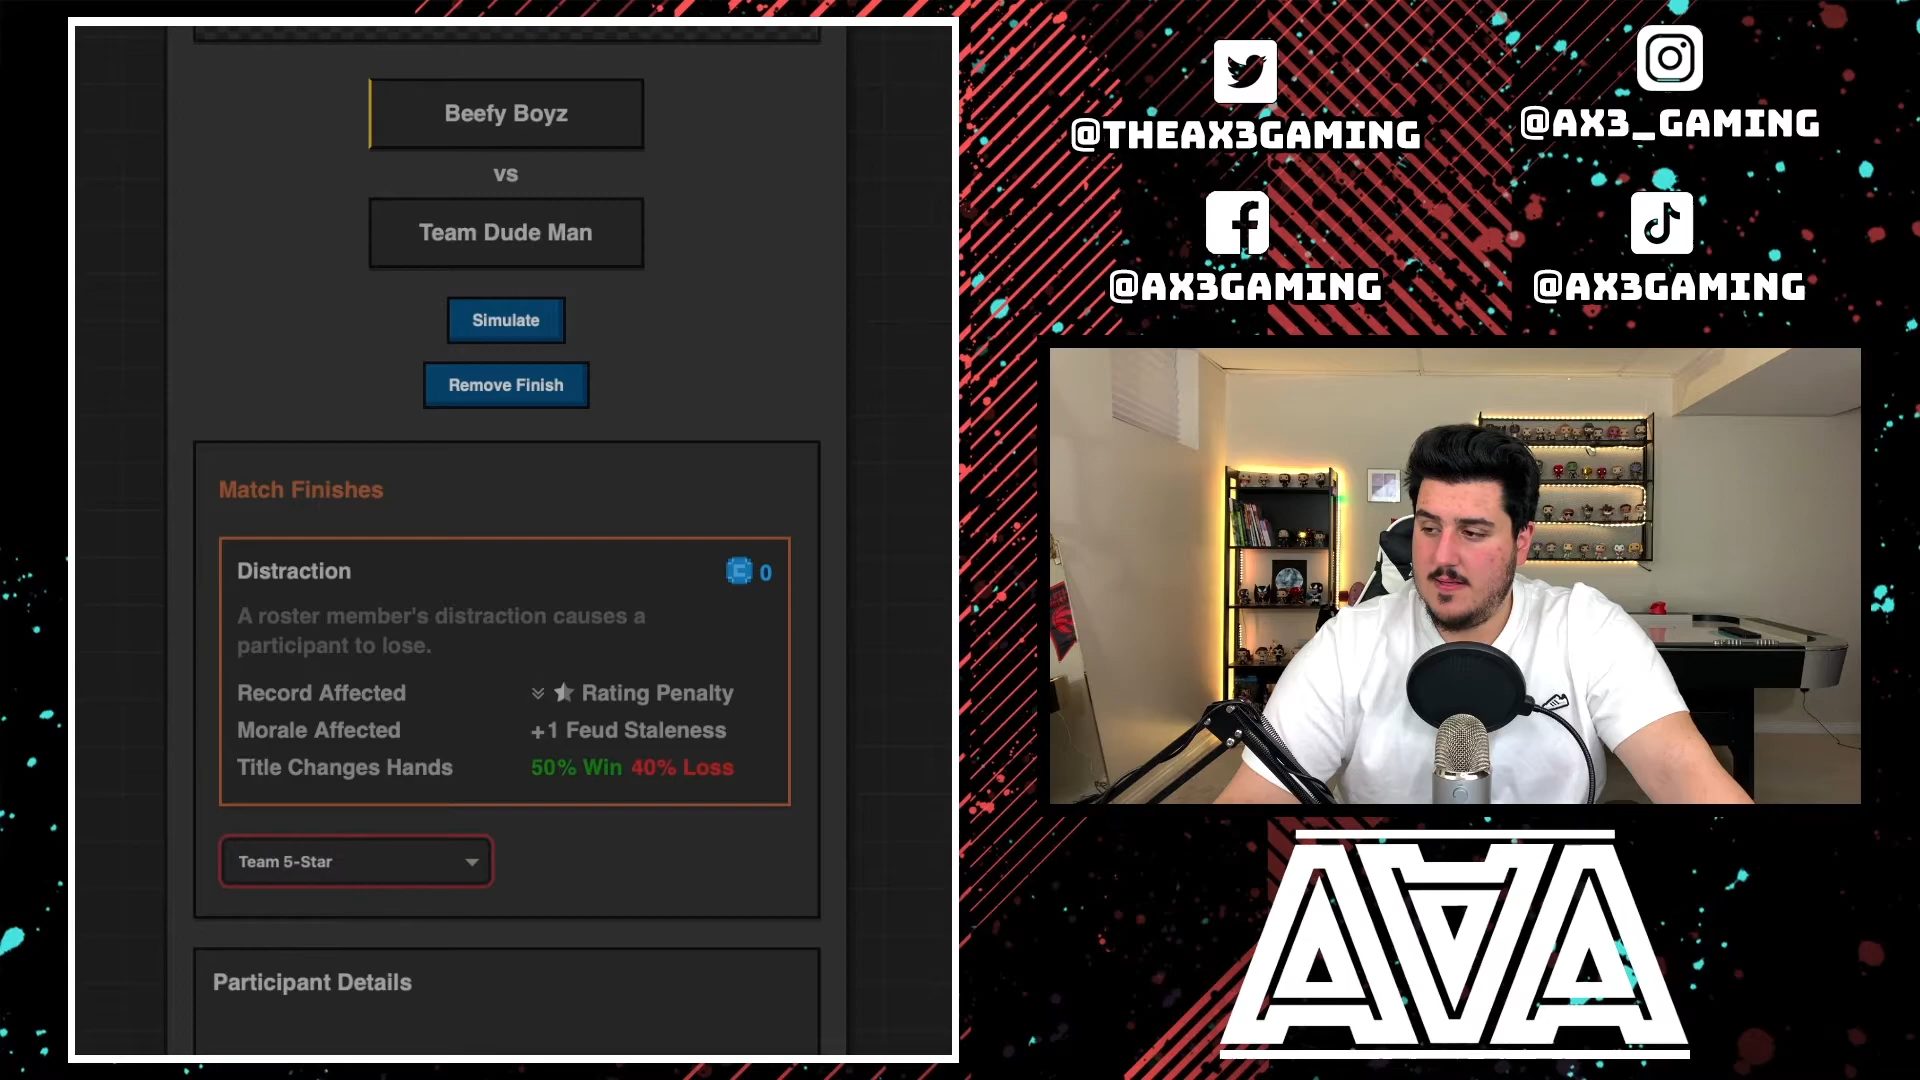 Beefy Boyz
vs
Team Dude Man
Simulate
Remove Finish
Match Finishes
Distraction
0
A roster member's distraction causes a
participant to lose.
Record Affected
Rating Penalty
Morale Affected
+1 Feud Staleness
Title Changes Hands
50% Win 40% Loss
Team 5-Star
Participant Details
@THEAX3GAMING
@AX3_GAMING
@AX3GAMING
@AX3GAMING